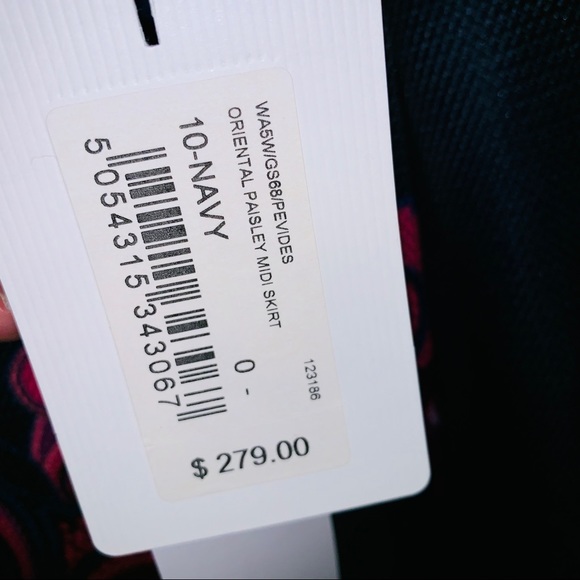 WA5W/GS68/PEVIDES
ORIENTAL PAISLEY MIDI SKIRT
123186
10-NAVY
0 -
5 054315 343067
$ 279.00